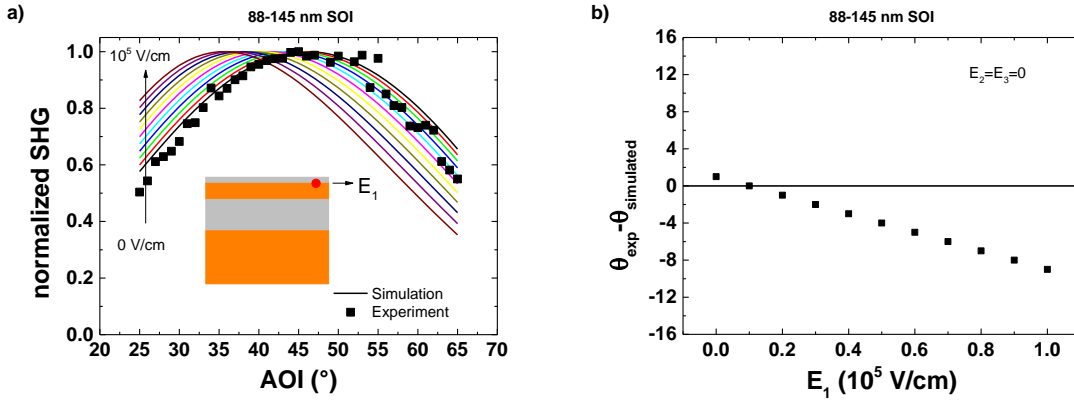 a)
88-145 nm SOI
10⁵ V/cm
0 V/cm
E₁
Simulation
Experiment
normalized SHG
1.0
0.8
0.6
0.4
0.2
0.0
20 25 30 35 40 45 50 55 60 65 70
AOI (°)
b)
88-145 nm SOI
E₂=E₃=0
θexp-θsimulated
16
12
8
4
0
-4
-8
-12
-16
0.0 0.2 0.4 0.6 0.8 1.0
E₁ (10⁵ V/cm)